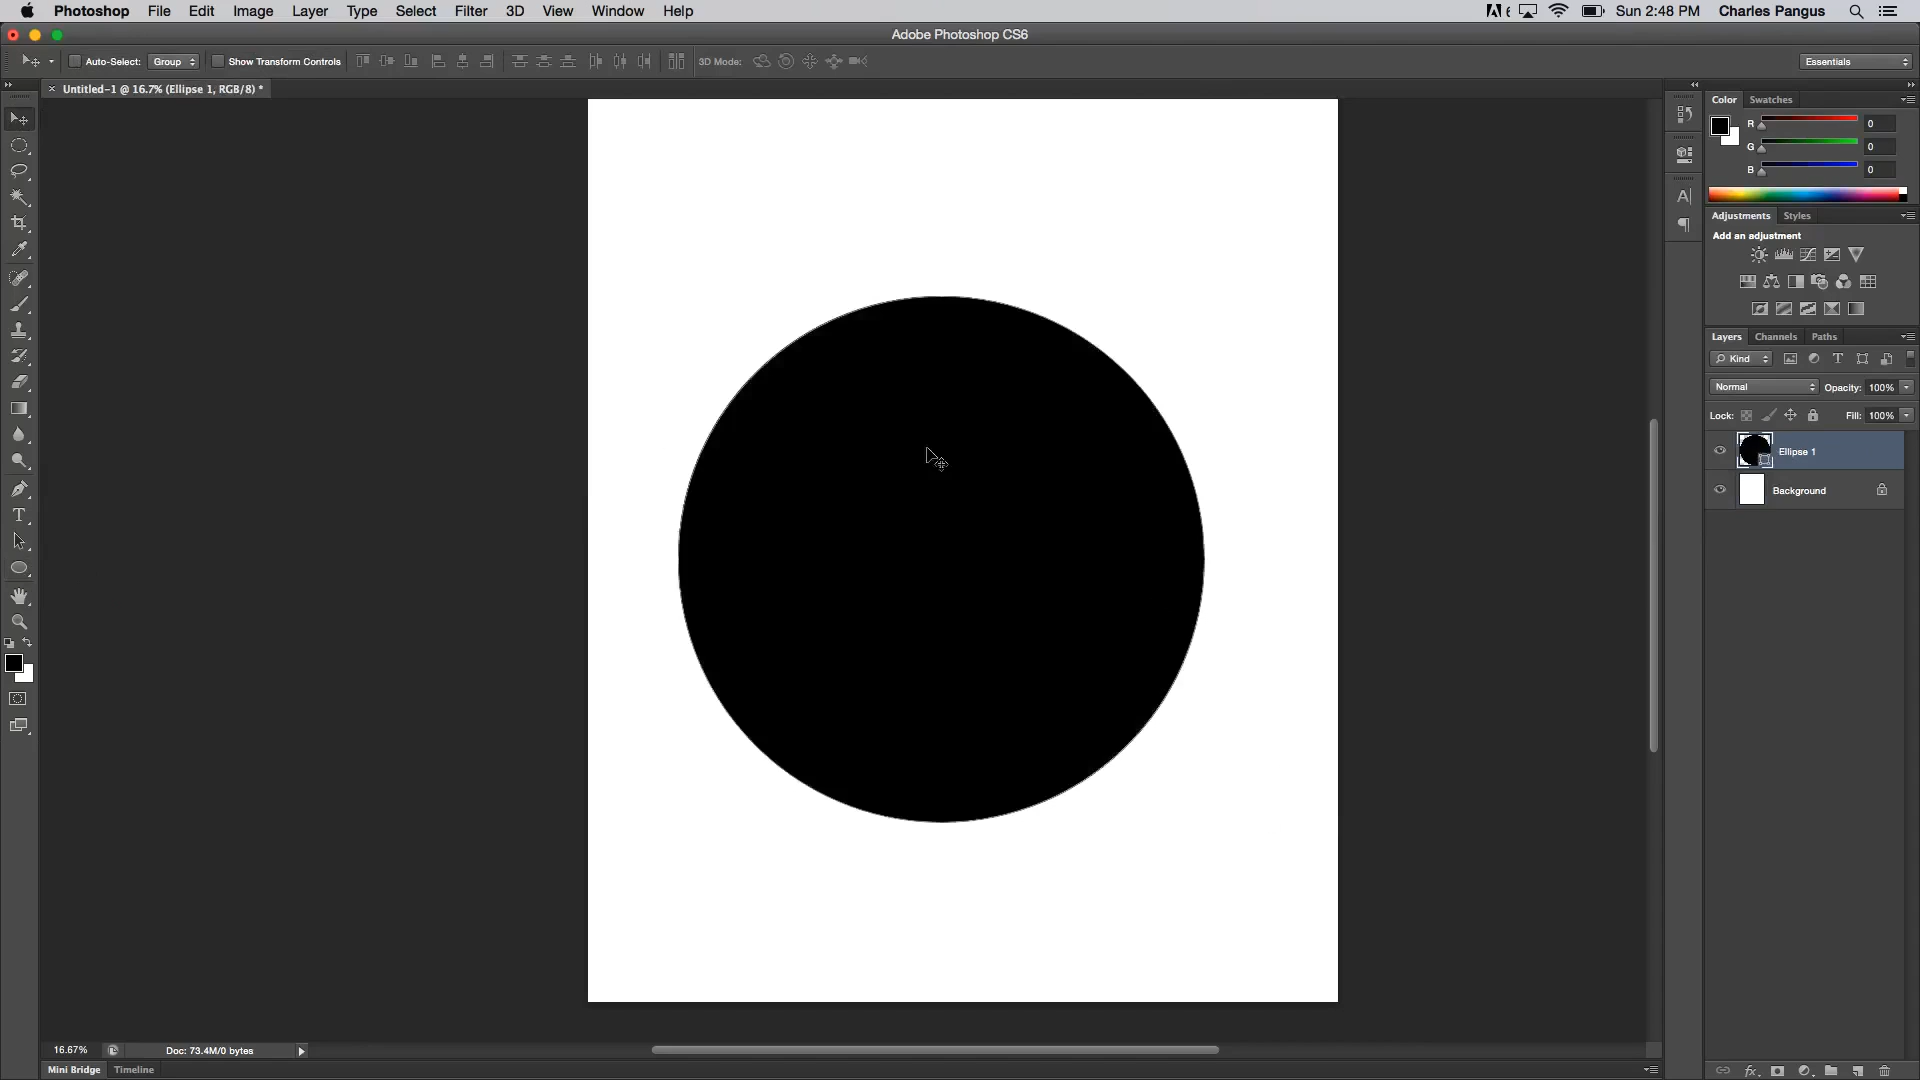 Photoshop File Edit Image Layer Type Select Filter 3D View Window Help 6 Sun 2:48 PM Charles Pangus
Adobe Photoshop CS6
Auto-Select: Group Show Transform Controls 3D Mode: Essentials
× Untitled-1 @ 16.7% (Ellipse 1, RGB/8) *
Color Swatches
R 0
G 0
B 0
Adjustments Styles
Add an adjustment
Layers Channels Paths
Kind T
Normal Opacity: 100%
Lock: Fill: 100%
Ellipse 1
Background
A|
¶
T
16.67% Doc: 73.4M/0 bytes
fx
Mini Bridge Timeline